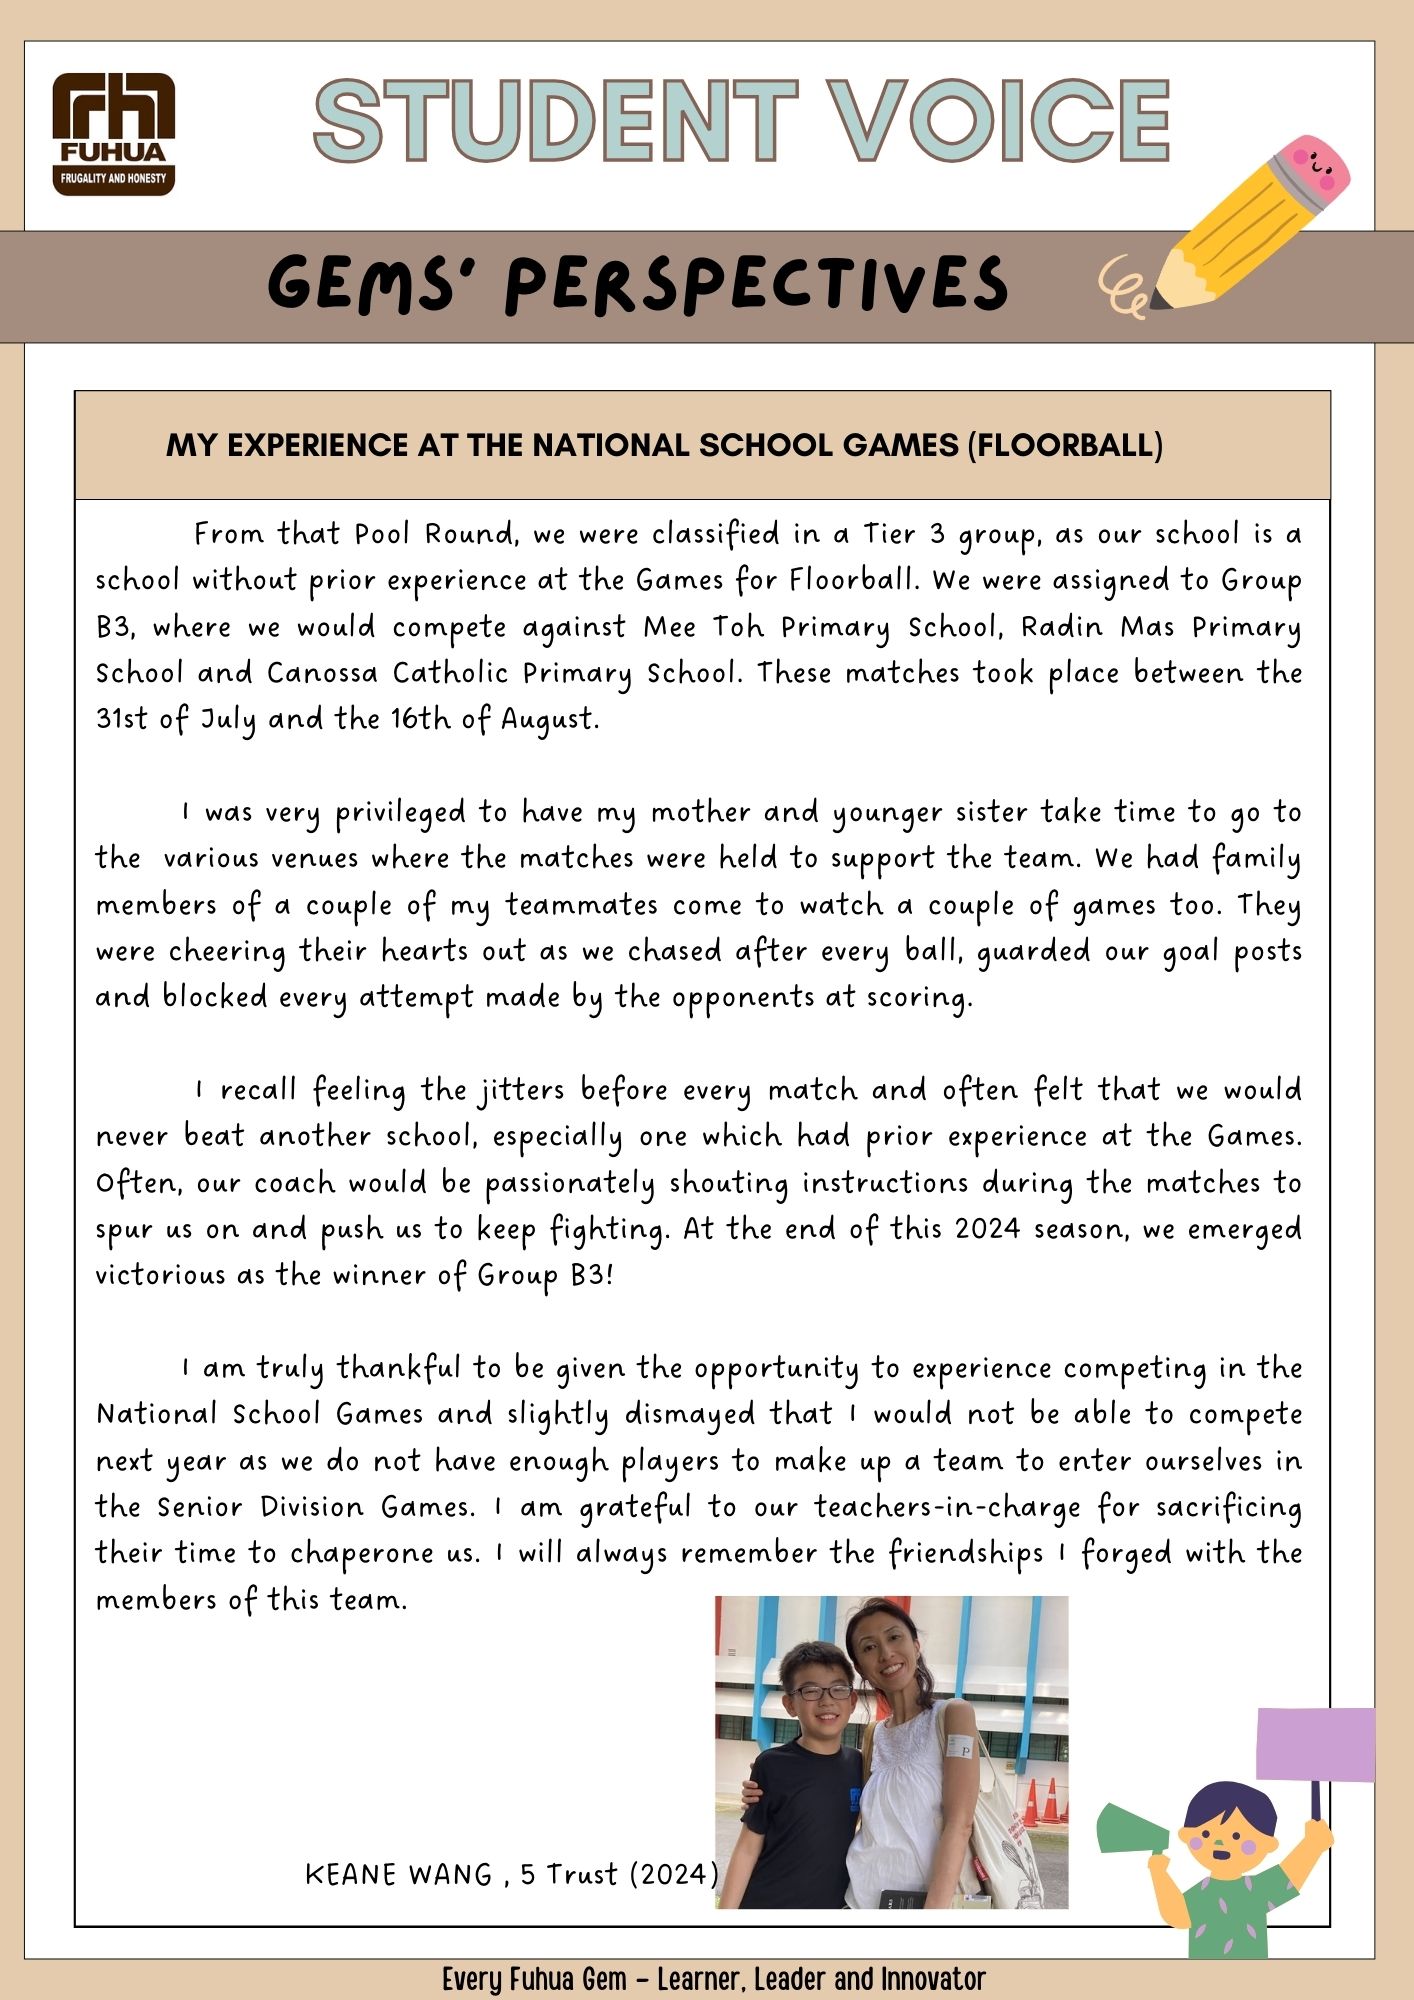 FUHUA
FRUGALITY AND HONESTY
STUDENT VOICE
GEMS' PERSPECTIVES
MY EXPERIENCE AT THE NATIONAL SCHOOL GAMES (FLOORBALL)
From that Pool Round, we were classified in a Tier 3 group, as our school is a
school without prior experience at the Games for Floorball. We were assigned to Group
B3, where we would compete against Mee Toh Primary School, Radin Mas Primary
School and Canossa Catholic Primary School. These matches took place between the
31st of July and the 16th of August.
I was very privileged to have my mother and younger sister take time to go to
the various venues where the matches were held to support the team. We had family
members of a couple of my teammates come to watch a couple of games too. They
were cheering their hearts out as we chased after every ball, guarded our goal posts
and blocked every attempt made by the opponents at scoring.
I recall feeling the jitters before every match and often felt that we would
never beat another school, especially one which had prior experience at the Games.
Often, our coach would be passionately shouting instructions during the matches to
spur us on and push us to keep fighting. At the end of this 2024 season, we emerged
victorious as the winner of Group B3!
I am truly thankful to be given the opportunity to experience competing in the
National School Games and slightly dismayed that I would not be able to compete
next year as we do not have enough players to make up a team to enter ourselves in
the Senior Division Games. I am grateful to our teachers-in-charge for sacrificing
their time to chaperone us. I will always remember the friendships I forged with the
members of this team.
P
KEANE WANG , 5 Trust (2024)
Every Fuhua Gem – Learner, Leader and Innovator